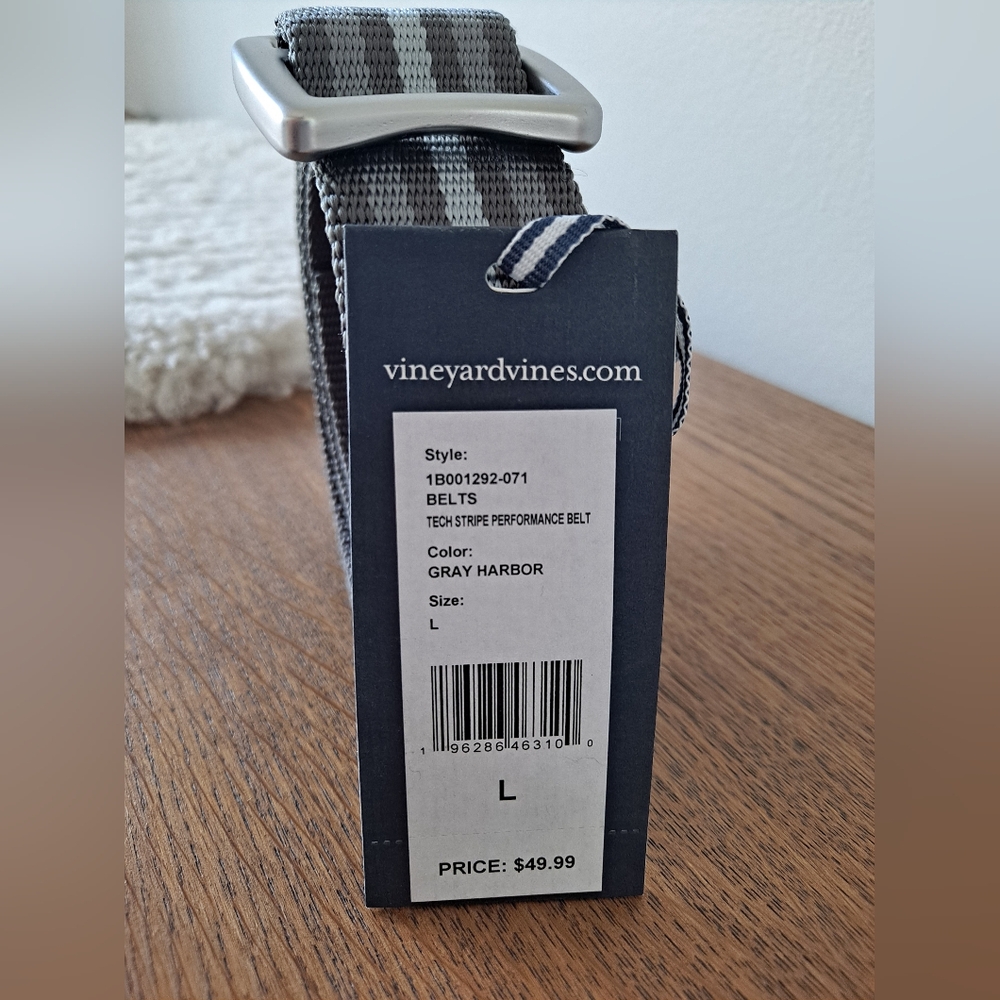 vineyardvines.com
Style:
1B001292-071
BELTS
TECH STRIPE PERFORMANCE BELT
Color:
GRAY HARBOR
Size:
L
1 96286 46310 0
L
PRICE: $49.99